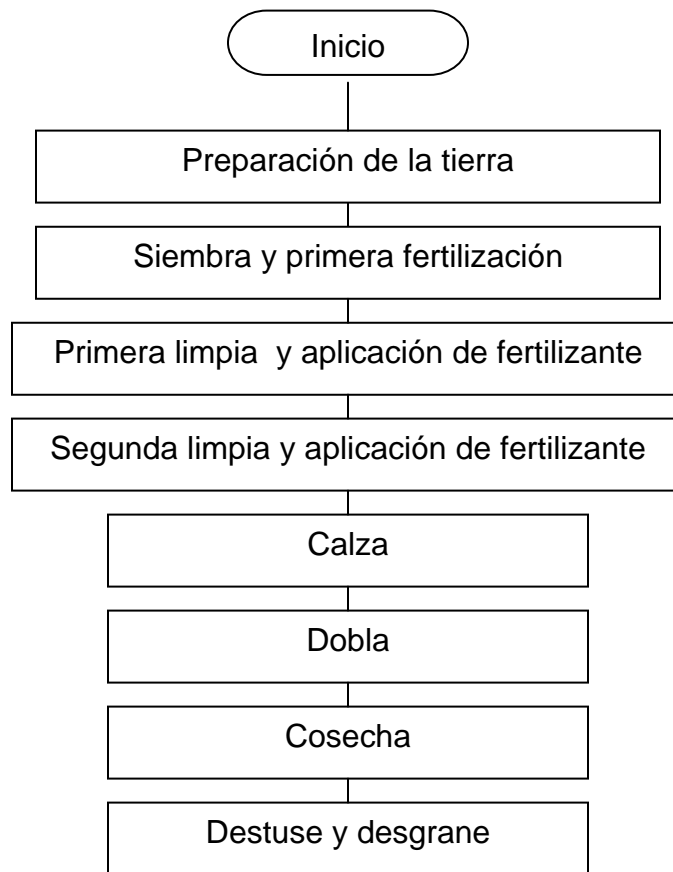 Inicio
Preparación de la tierra
Siembra y primera fertilización
Primera limpia  y aplicación de fertilizante
Segunda limpia y aplicación de fertilizante
Calza
Dobla
Cosecha
Destuse y desgrane